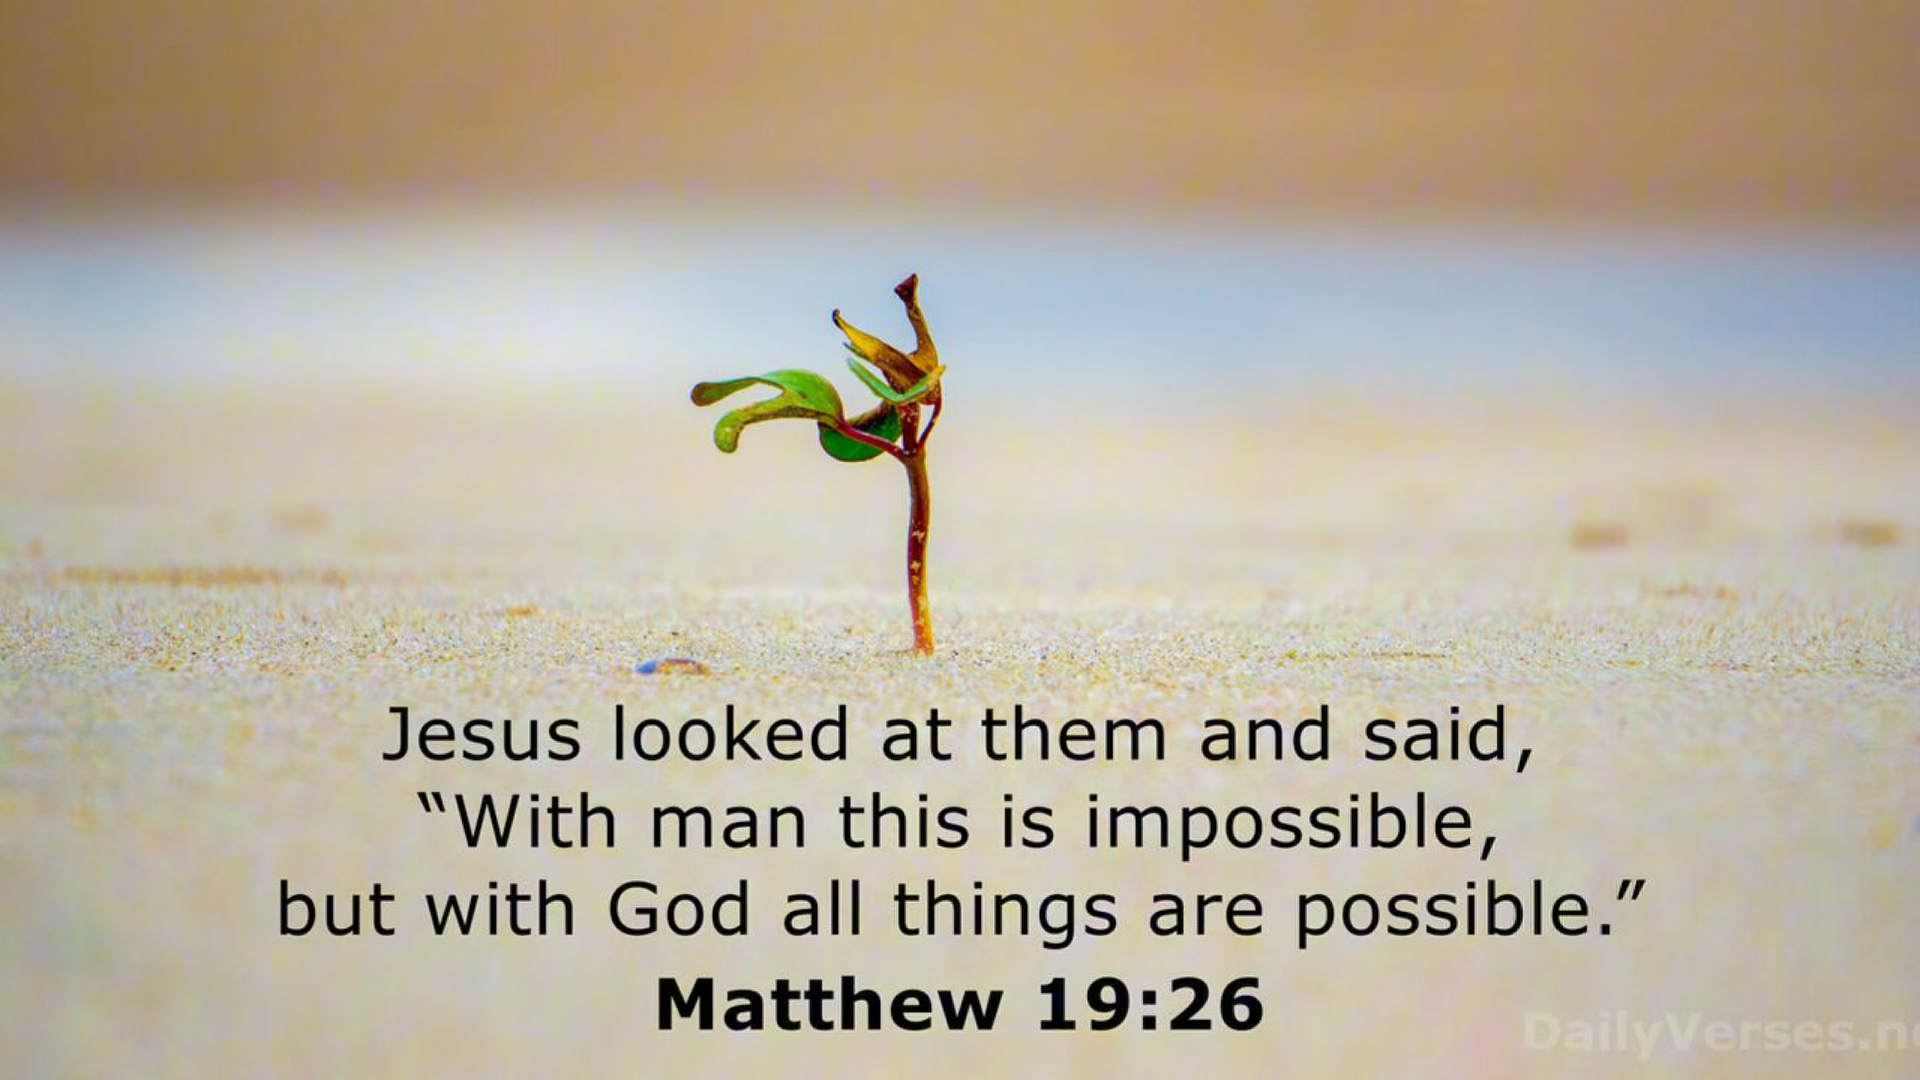 Jesus looked at them and said,
“With man this is impossible,
but with God all things are possible.”
Matthew 19:26
DailyVerses.ne